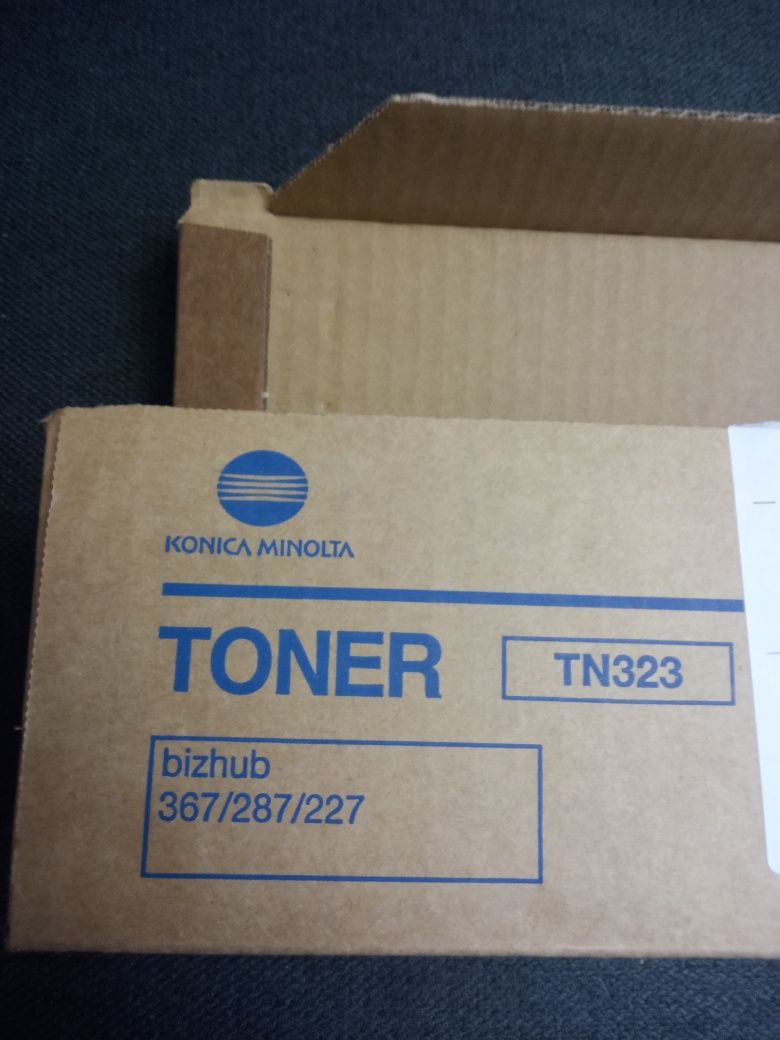 KONICA MINOLTA
TONER TN323
bizhub
367/287/227